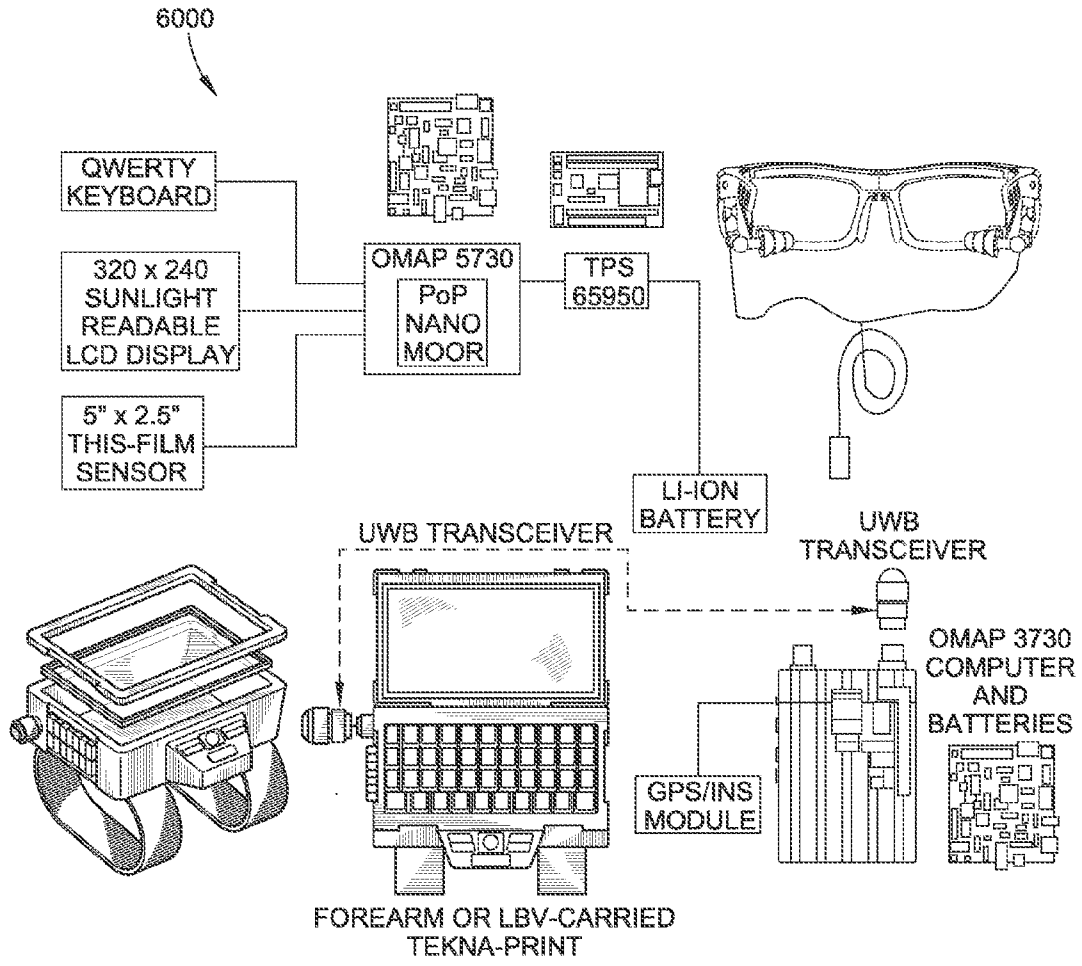 6000
QWERTY
KEYBOARD
320 x 240
SUNLIGHT
READABLE
LCD DISPLAY
5" x 2.5"
THIS-FILM
SENSOR
OMAP 5730
PoP
NANO
MOOR
TPS
65950
LI-ION
BATTERY
UWB TRANSCEIVER
UWB
TRANSCEIVER
OMAP 3730
COMPUTER
AND
BATTERIES
GPS/INS
MODULE
FOREARM OR LBV-CARRIED
TEKNA-PRINT